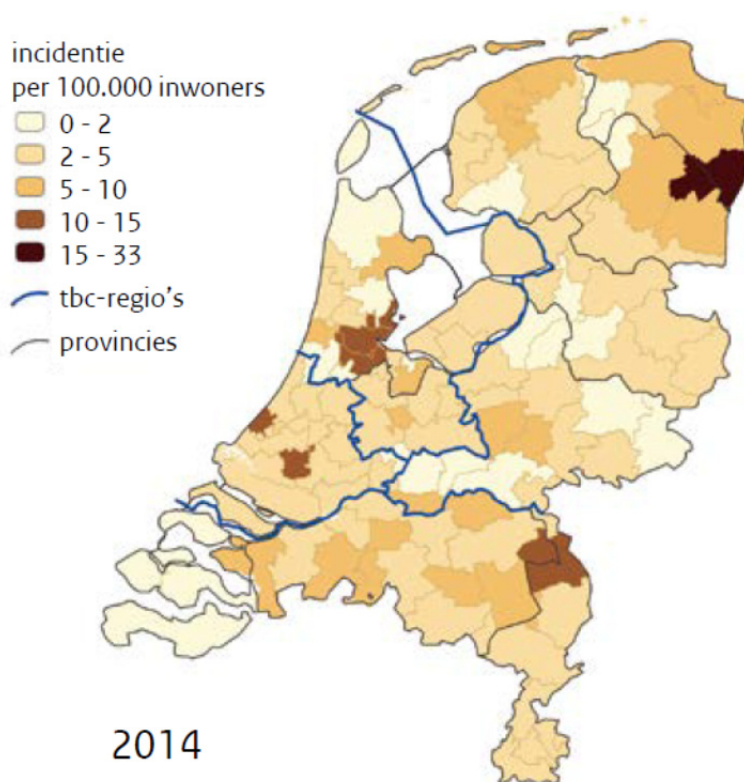 incidentie
per 100.000 inwoners
0 - 2
2 - 5
5 - 10
10 - 15
15 - 33
tbc-regio's
provincies
2014